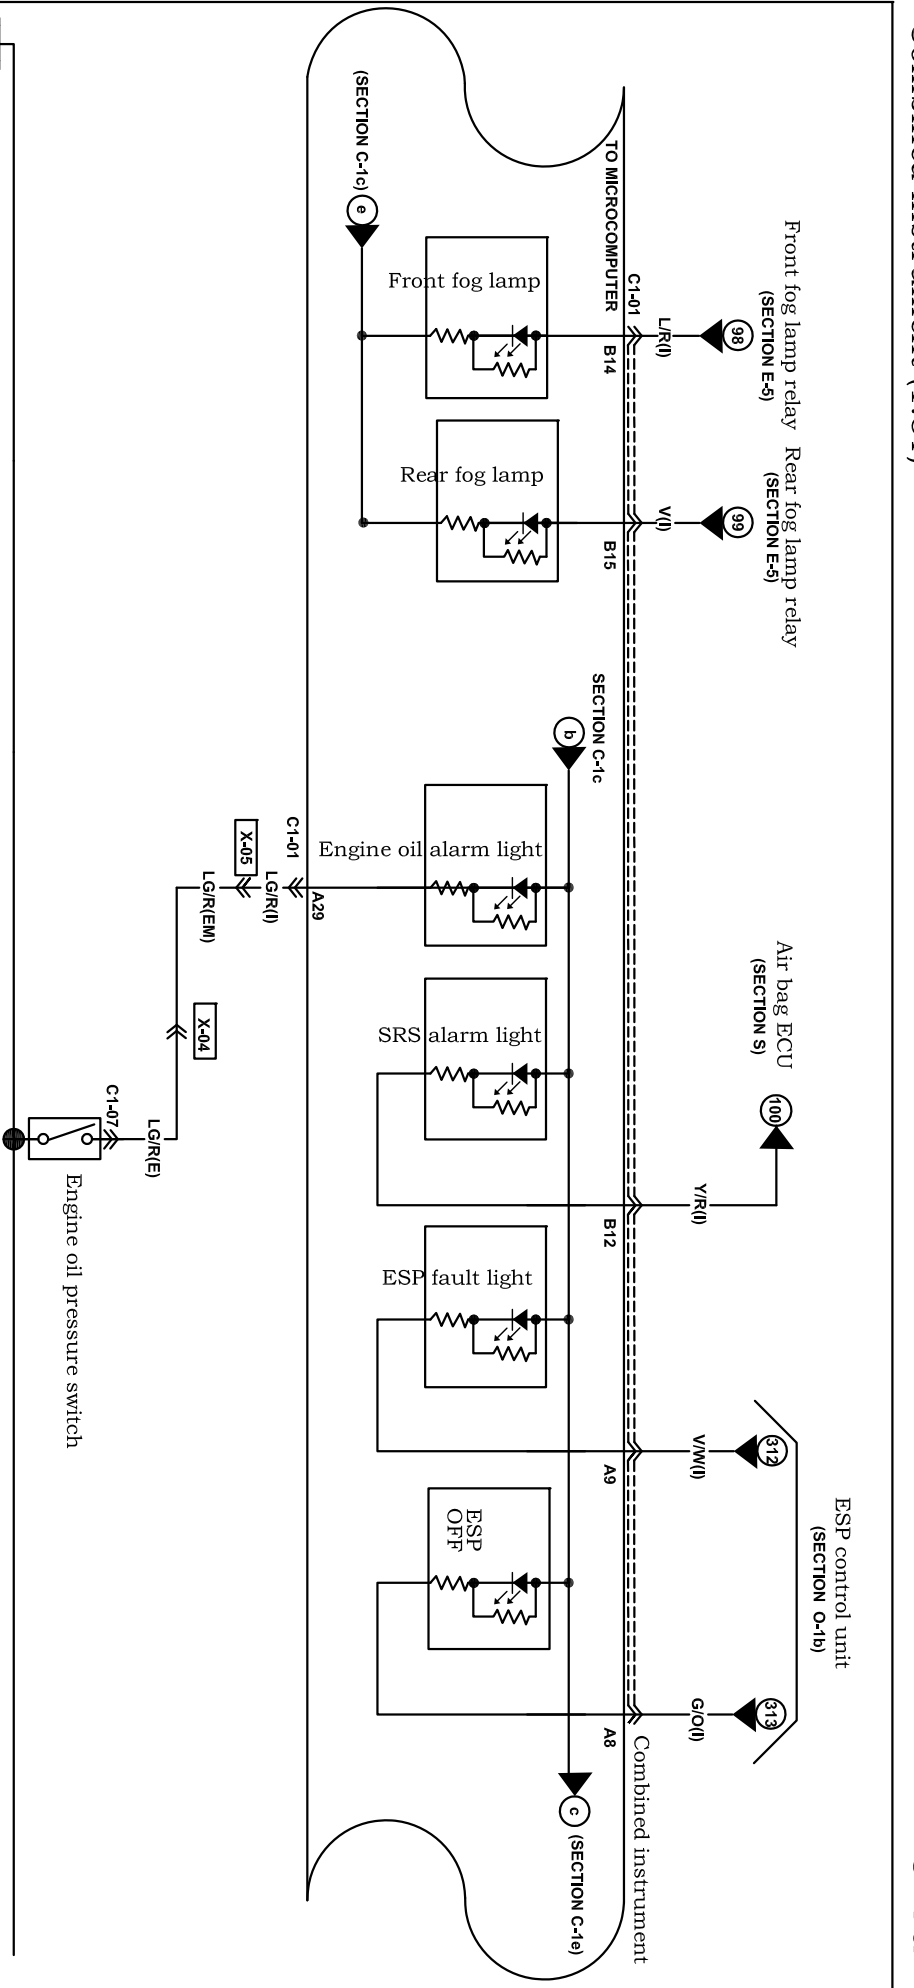 Front fog lamp relay
(SECTION E-5)
98
L/R(I)
C1-01
B14
Rear fog lamp relay
(SECTION E-5)
99
V(I)
B15
TO MICROCOMPUTER
(SECTION C-1c)
e
Front fog lamp
Rear fog lamp
SECTION C-1c
b
Engine oil alarm light
SRS alarm light
ESP fault light
ESP
OFF
Air bag ECU
(SECTION S)
100
Y/R(I)
B12
ESP control unit
(SECTION O-1b)
312
V/W(I)
A9
313
G/O(I)
A8
Combined instrument
c
(SECTION C-1e)
A29
C1-01
LG/R(I)
X-05
LG/R(EM)
X-04
LG/R(E)
C1-07
Engine oil pressure switch